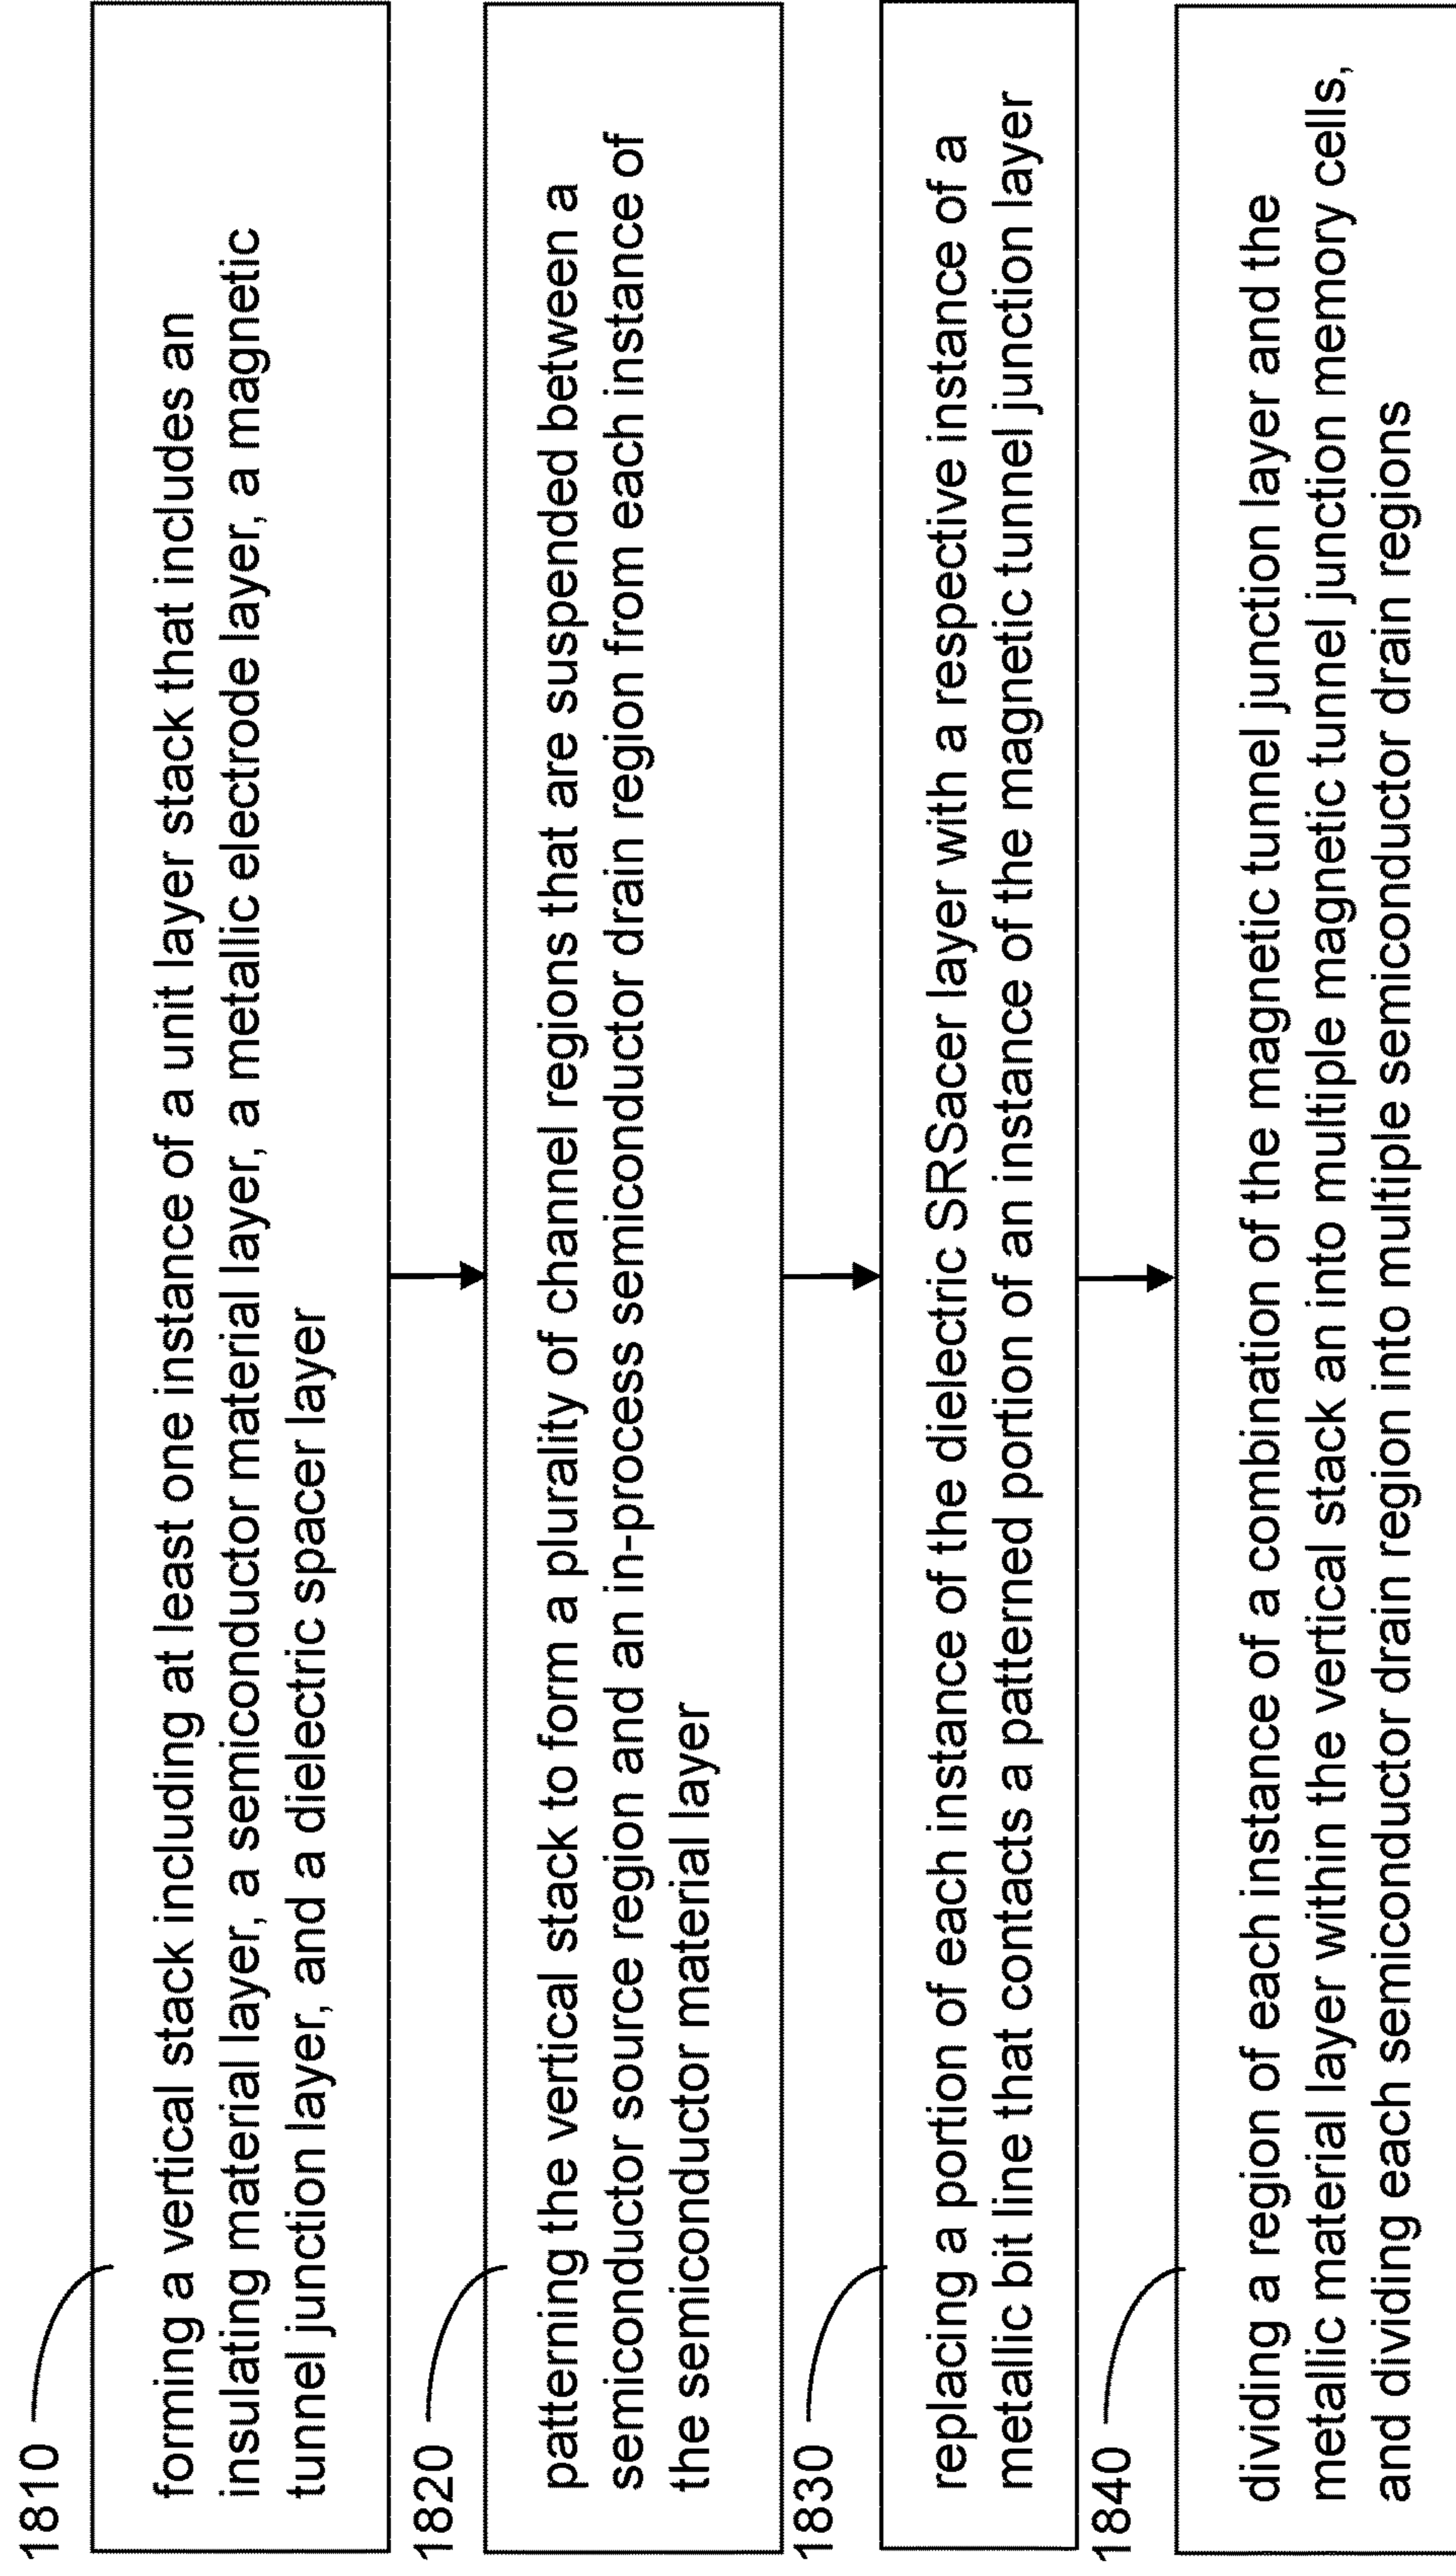 1810
forming a vertical stack including at least one instance of a unit layer stack that includes an
insulating material layer, a semiconductor material layer, a metallic electrode layer, a magnetic
tunnel junction layer, and a dielectric spacer layer
1820
patterning the vertical stack to form a plurality of channel regions that are suspended between a
semiconductor source region and an in-process semiconductor drain region from each instance of
the semiconductor material layer
1830
replacing a portion of each instance of the dielectric SRSacer layer with a respective instance of a
metallic bit line that contacts a patterned portion of an instance of the magnetic tunnel junction layer
1840
dividing a region of each instance of a combination of the magnetic tunnel junction layer and the
metallic material layer within the vertical stack an into multiple magnetic tunnel junction memory cells,
and dividing each semiconductor drain region into multiple semiconductor drain regions